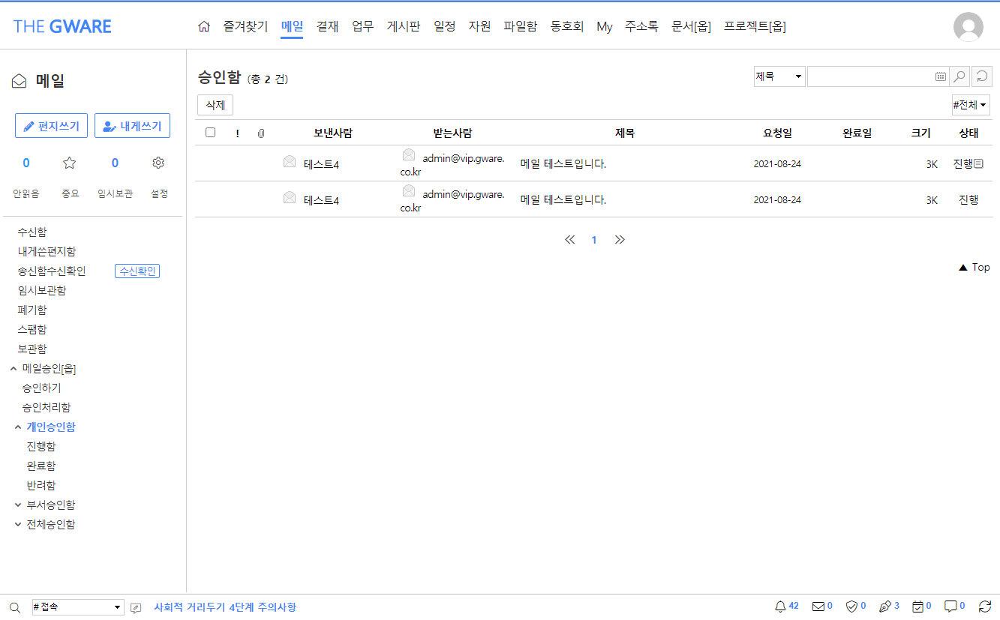 THE GWARE
즐겨찾기 메일 결재 업무 게시판 일정 자원 파일함 동호회 My 주소록 문서[옵] 프로젝트[옵]
메일
편지쓰기 내게쓰기
0 0
안읽음 중요 임시보관 설정
수신함
내게쓴편지함
송신함수신확인 수신확인
임시보관함
폐기함
스팸함
보관함
메일승인[옵]
승인하기
승인처리함
개인승인함
진행함
완료함
반려함
부서승인함
전체승인함
승인함 (총 2 건)
제목
삭제
#전체
! 보낸사람 받는사람 제목 요청일 완료일 크기 상태
테스트4 admin@vip.gware.co.kr 메일 테스트입니다. 2021-08-24 3K 진행
테스트4 admin@vip.gware.co.kr 메일 테스트입니다. 2021-08-24 3K 진행
1
▲ Top
# 접속 사회적 거리두기 4단계 주의사항 42 0 0 3 0 0